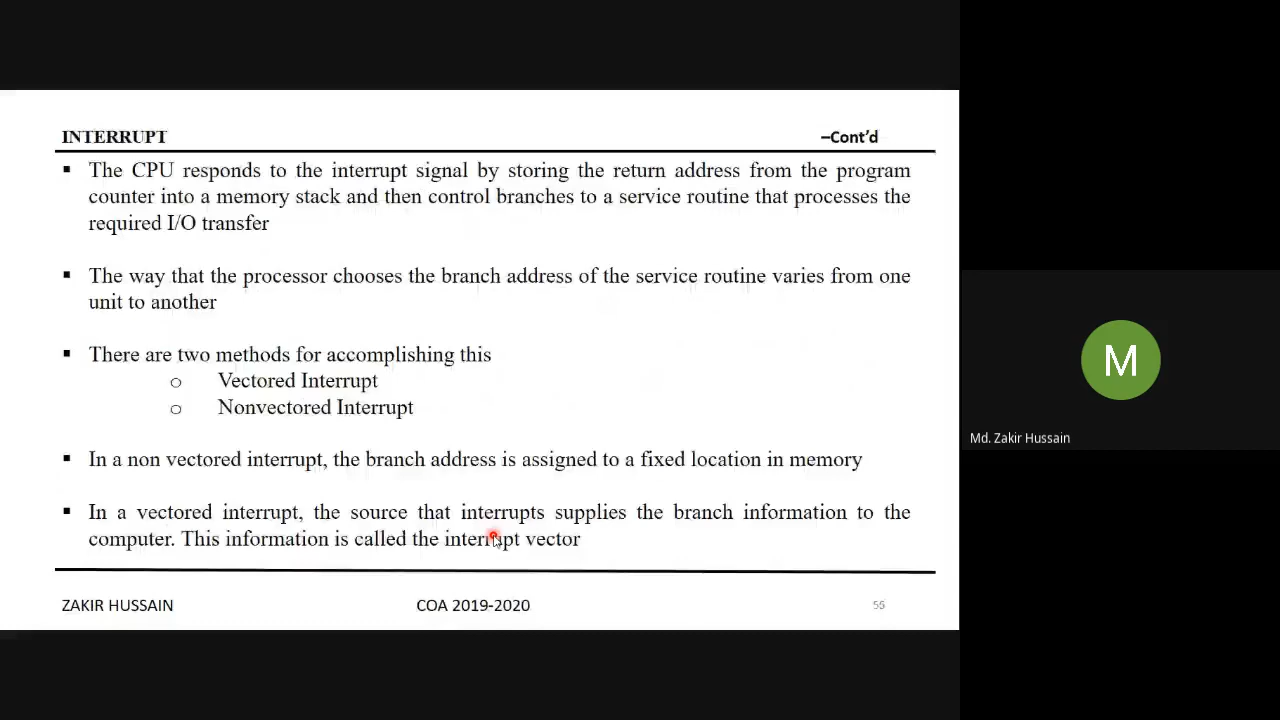 INTERRUPT
–Cont’d
▪ The CPU responds to the interrupt signal by storing the return address from the program
counter into a memory stack and then control branches to a service routine that processes the
required I/O transfer
▪ The way that the processor chooses the branch address of the service routine varies from one
unit to another
▪ There are two methods for accomplishing this
o Vectored Interrupt
o Nonvectored Interrupt
▪ In a non vectored interrupt, the branch address is assigned to a fixed location in memory
▪ In a vectored interrupt, the source that interrupts supplies the branch information to the
computer. This information is called the interrupt vector
ZAKIR HUSSAIN
COA 2019-2020
M
Md. Zakir Hussain